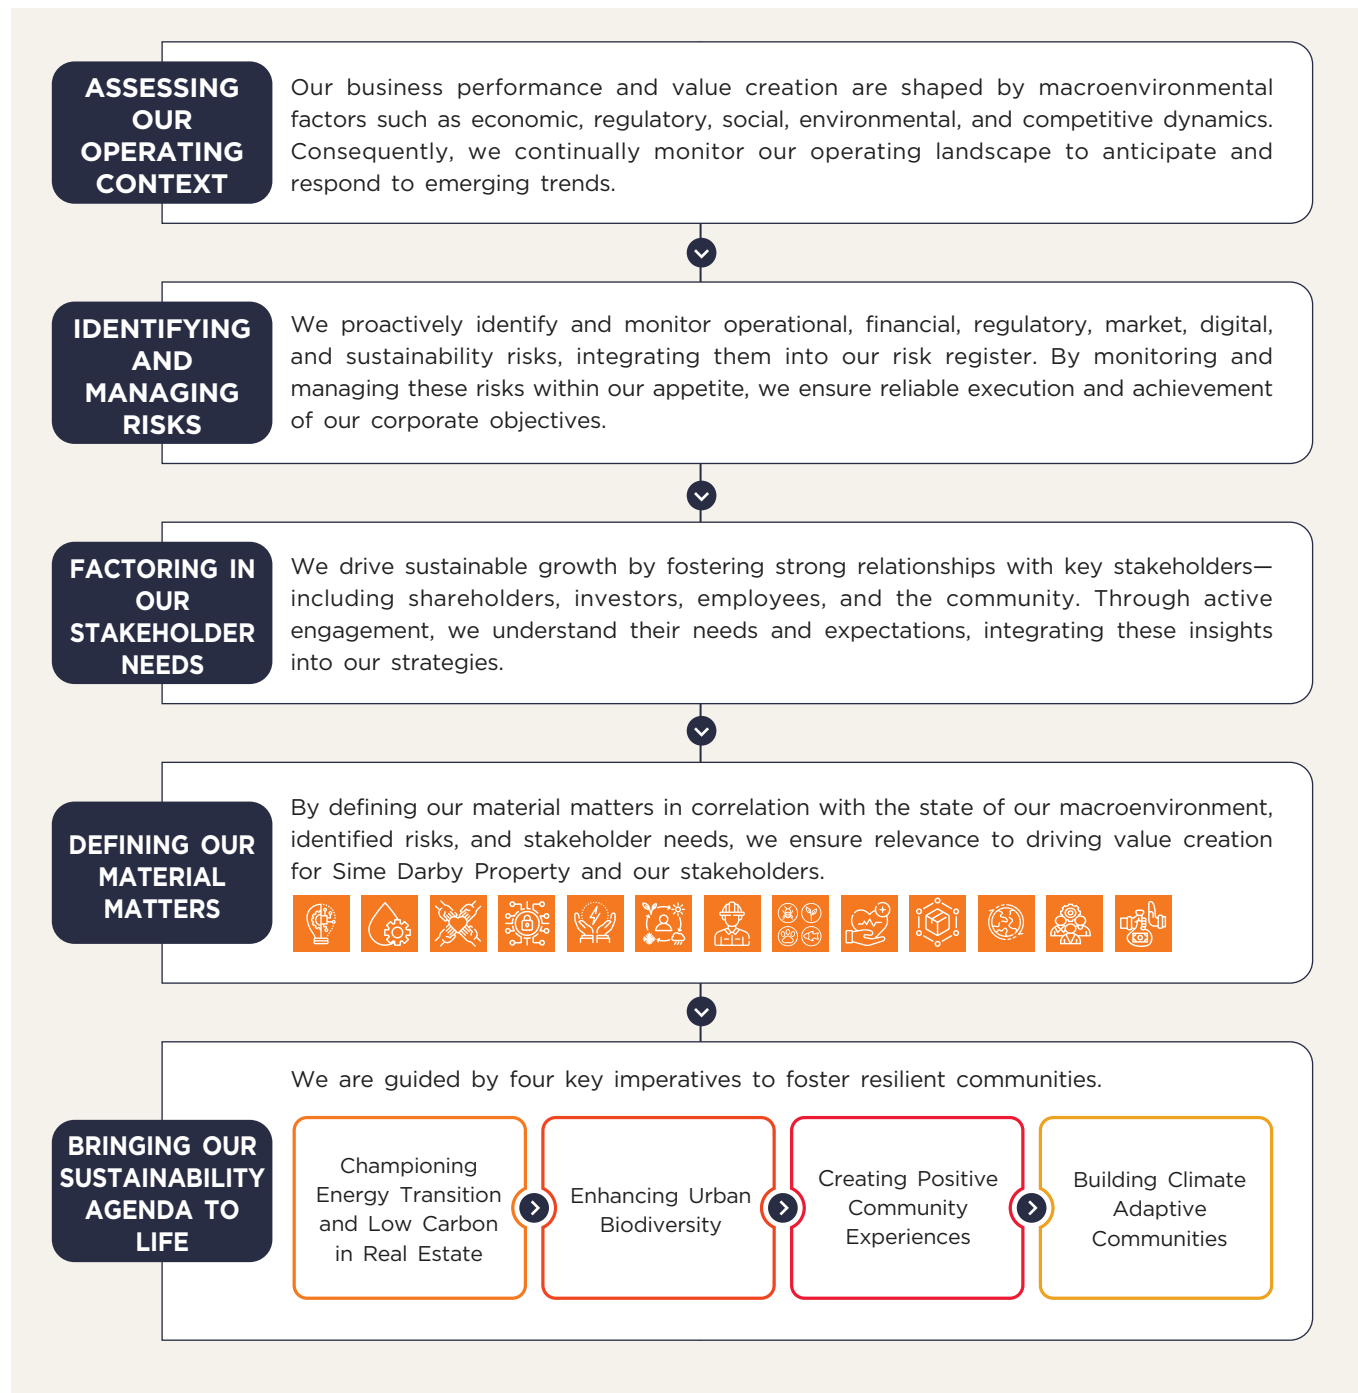 ASSESSING
OUR
OPERATING
CONTEXT
Our business performance and value creation are shaped by macroenvironmental
factors such as economic, regulatory, social, environmental, and competitive dynamics.
Consequently, we continually monitor our operating landscape to anticipate and
respond to emerging trends.
IDENTIFYING
AND
MANAGING
RISKS
We proactively identify and monitor operational, financial, regulatory, market, digital,
and sustainability risks, integrating them into our risk register. By monitoring and
managing these risks within our appetite, we ensure reliable execution and achievement
of our corporate objectives.
FACTORING IN
OUR
STAKEHOLDER
NEEDS
We drive sustainable growth by fostering strong relationships with key stakeholders—
including shareholders, investors, employees, and the community. Through active
engagement, we understand their needs and expectations, integrating these insights
into our strategies.
DEFINING OUR
MATERIAL
MATTERS
By defining our material matters in correlation with the state of our macroenvironment,
identified risks, and stakeholder needs, we ensure relevance to driving value creation
for Sime Darby Property and our stakeholders.
BRINGING OUR
SUSTAINABILITY
AGENDA TO
LIFE
We are guided by four key imperatives to foster resilient communities.
Championing
Energy Transition
and Low Carbon
in Real Estate
Enhancing Urban
Biodiversity
Creating Positive
Community
Experiences
Building Climate
Adaptive
Communities